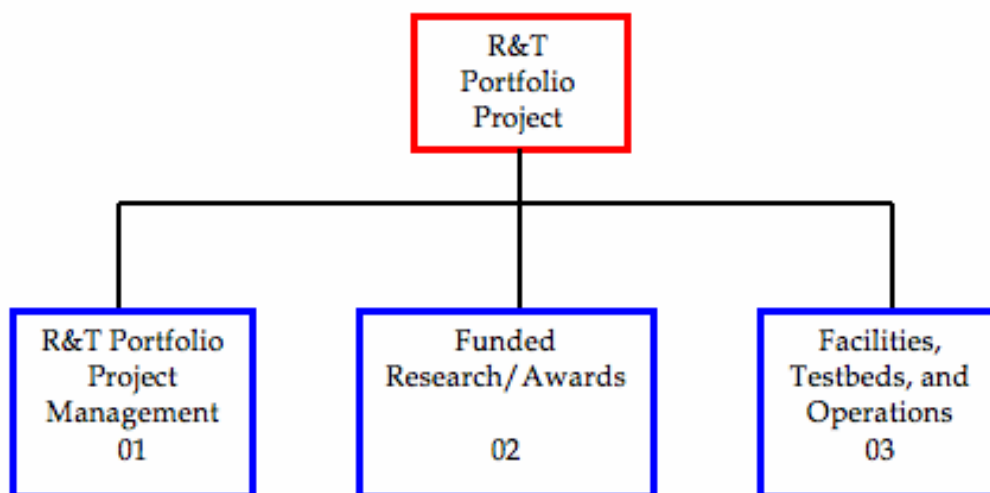 R&T
Portfolio
Project
R&T Portfolio
Project
Management
01
Funded
Research/Awards
02
Facilities,
Testbeds, and
Operations
03